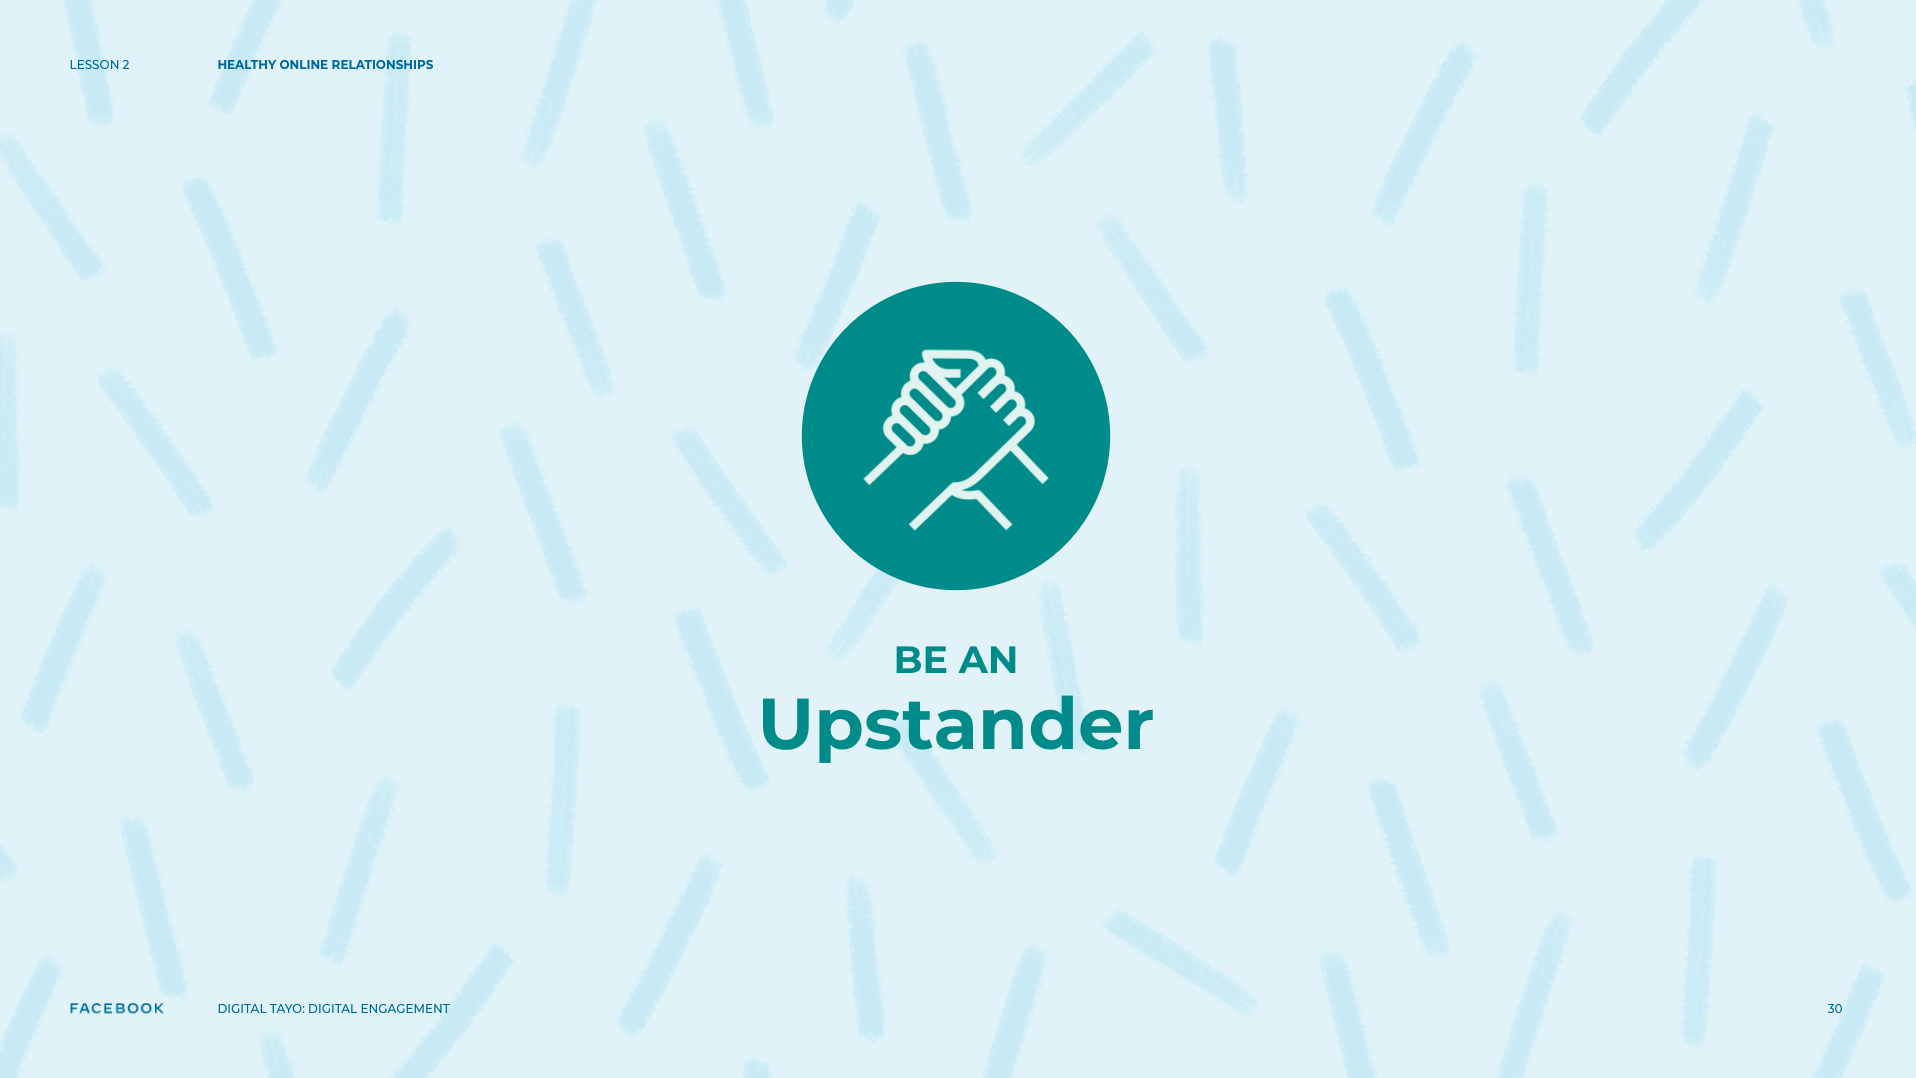 LESSON 2
HEALTHY ONLINE RELATIONSHIPS
BE AN
Upstander
FACEBOOK
DIGITAL TAYO: DIGITAL ENGAGEMENT
30